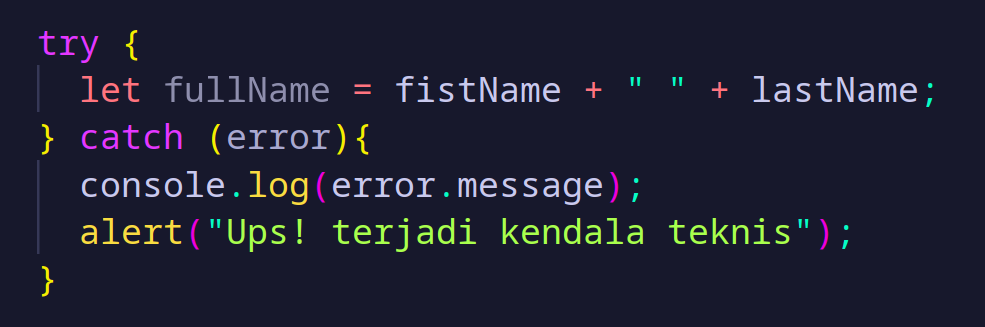 try {
  let fullName = fistName + " " + lastName;
} catch (error){
  console.log(error.message);
  alert("Ups! terjadi kendala teknis");
}